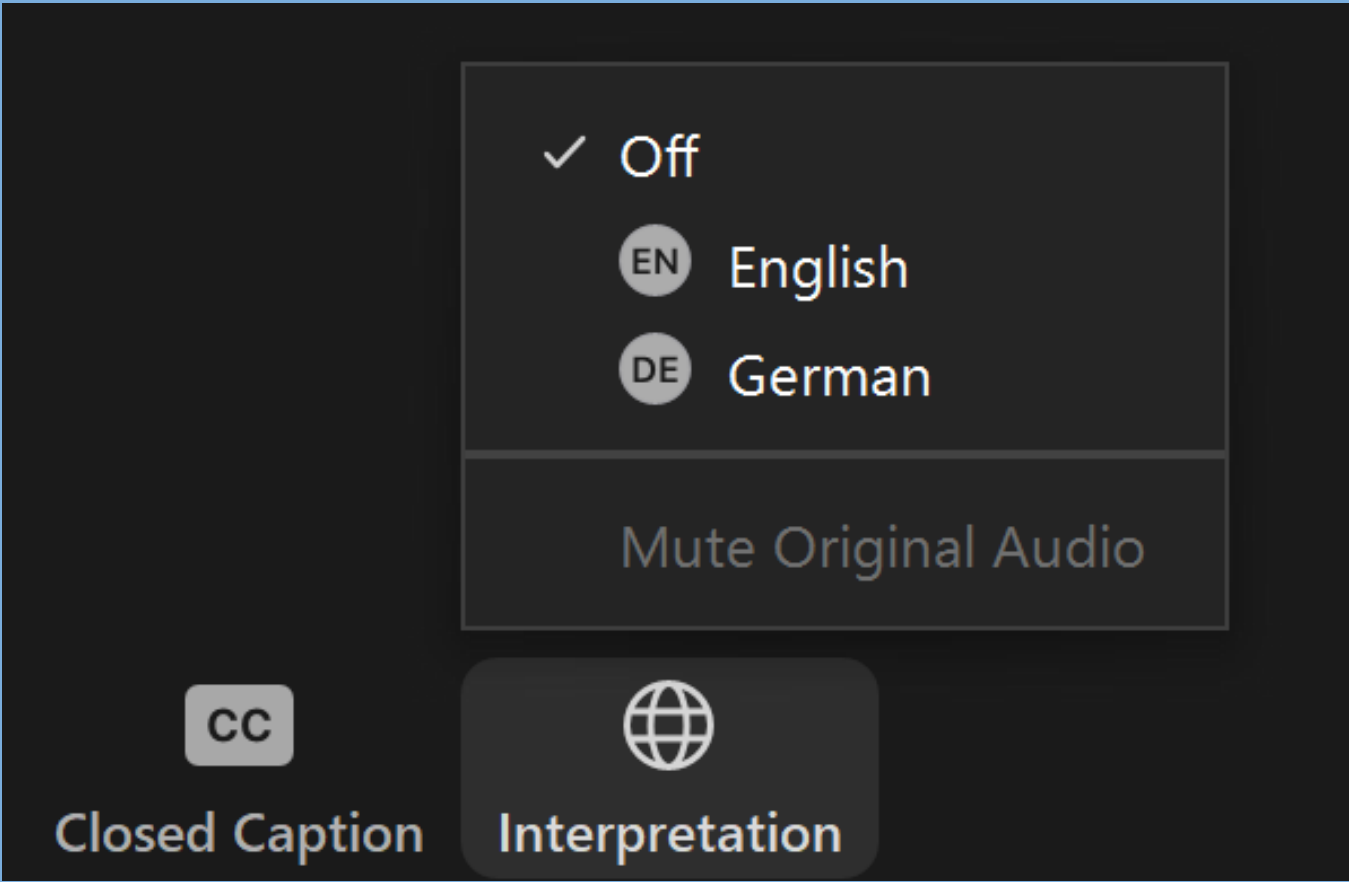 Off
EN English
DE German
Mute Original Audio
CC
Closed Caption
Interpretation